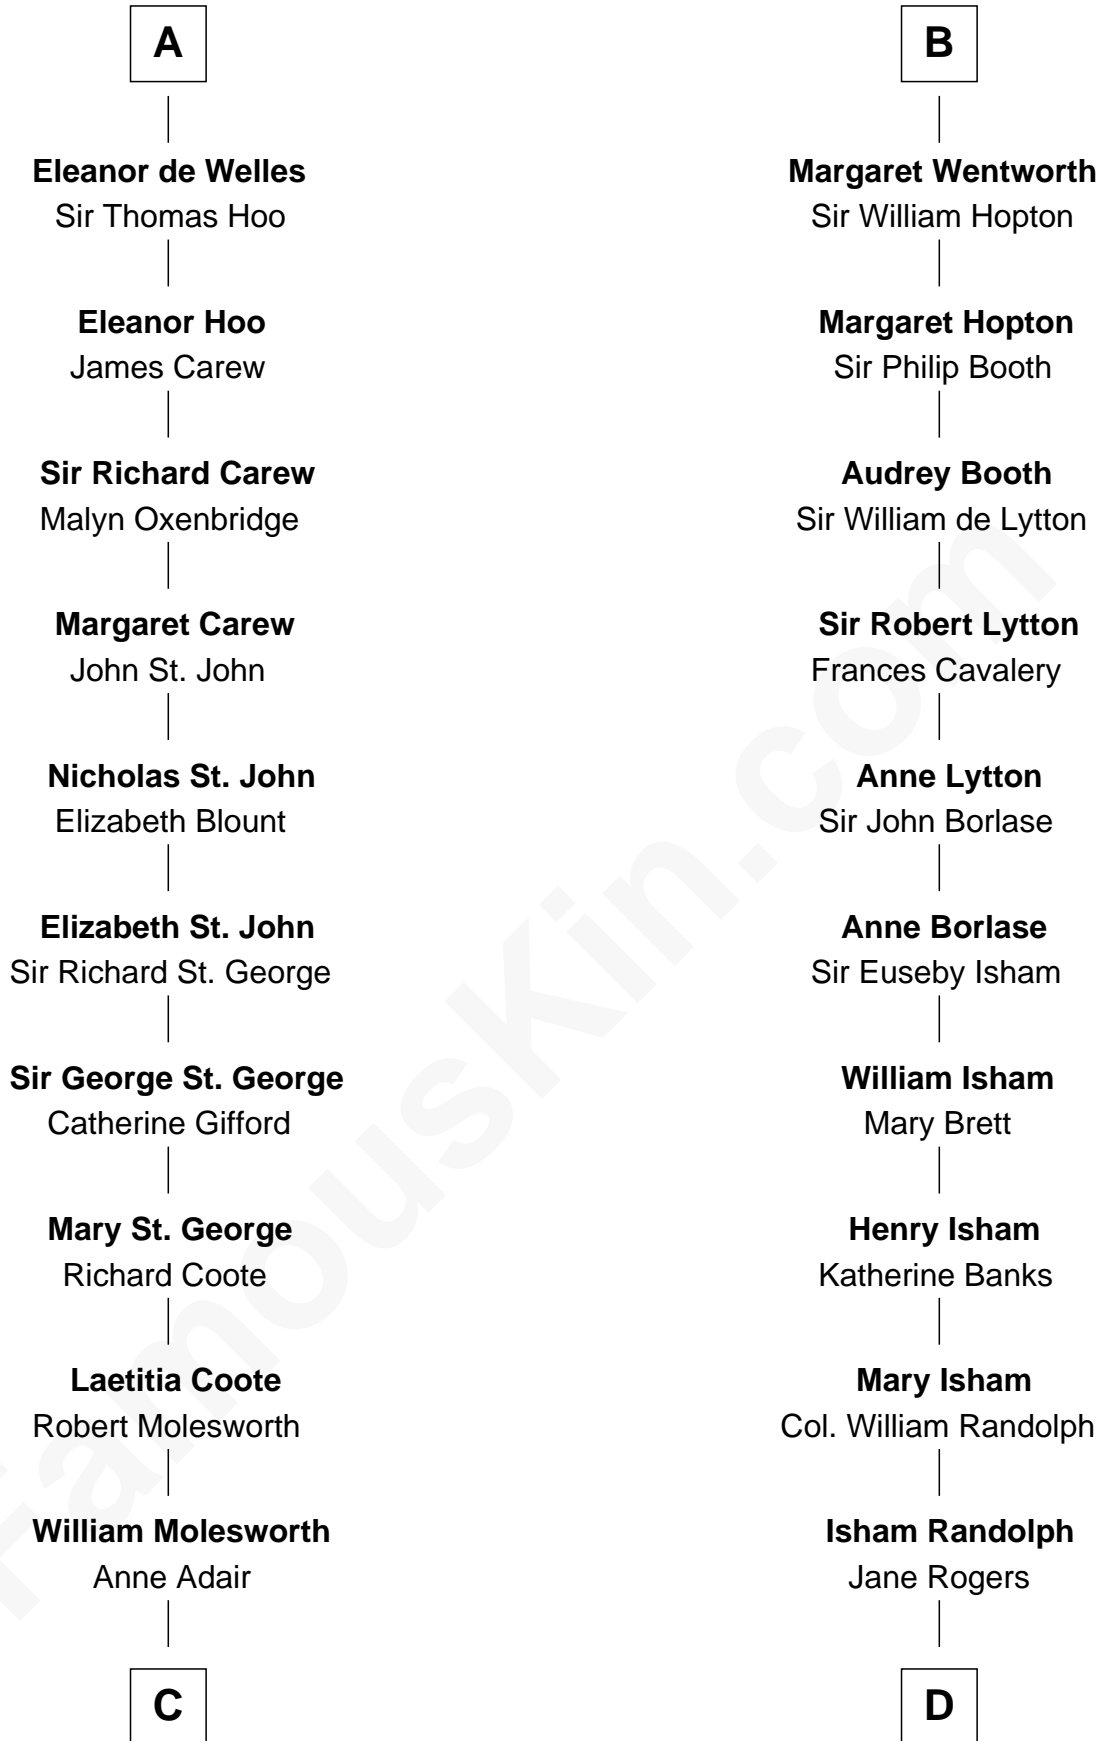 A
Eleanor de Welles
Sir Thomas Hoo
Eleanor Hoo
James Carew
Sir Richard Carew
Malyn Oxenbridge
Margaret Carew
John St. John
Nicholas St. John
Elizabeth Blount
Elizabeth St. John
Sir Richard St. George
Sir George St. George
Catherine Gifford
Mary St. George
Richard Coote
Laetitia Coote
Robert Molesworth
William Molesworth
Anne Adair
C
B
Margaret Wentworth
Sir William Hopton
Margaret Hopton
Sir Philip Booth
Audrey Booth
Sir William de Lytton
Sir Robert Lytton
Frances Cavalery
Anne Lytton
Sir John Borlase
Anne Borlase
Sir Euseby Isham
William Isham
Mary Brett
Henry Isham
Katherine Banks
Mary Isham
Col. William Randolph
Isham Randolph
Jane Rogers
D
FamousKin.com